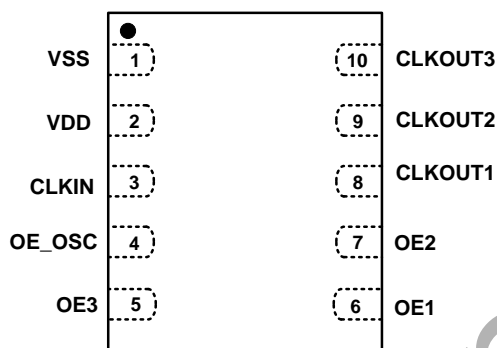 VSS 1 10 CLKOUT3
VDD 2 9 CLKOUT2
CLKIN 3 8 CLKOUT1
OE_OSC 4 7 OE2
OE3 5 6 OE1